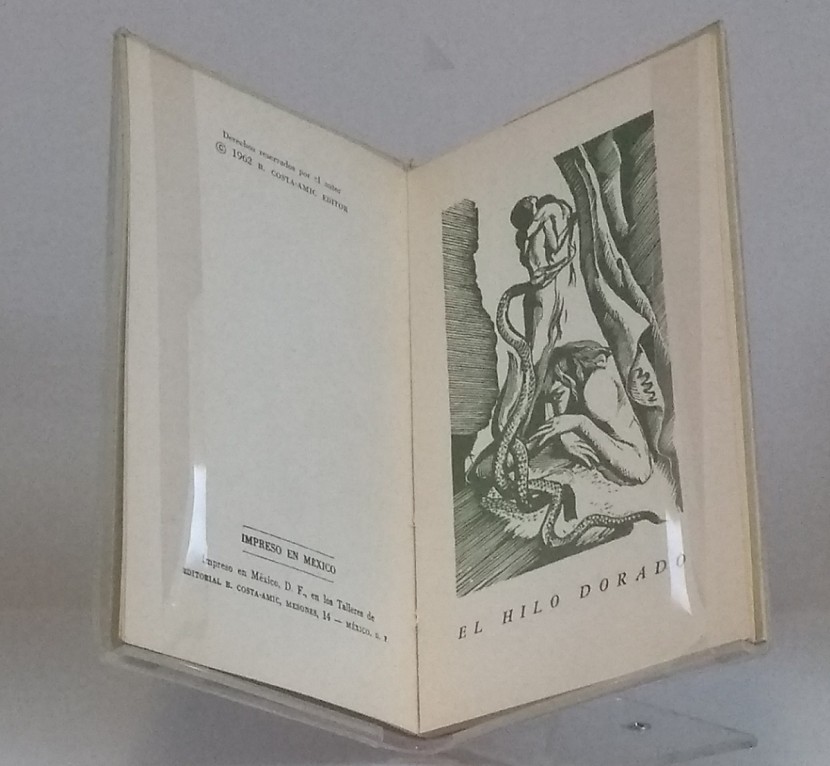 Derechos reservados por el autor
© 1962 B. COSTA-AMIC EDITOR
IMPRESO EN MÉXICO
Impreso en México, D. F., en los Talleres de
EDITORIAL B. COSTA-AMIC, MESONES, 14 — MÉXICO, D. F.
EL HILO DORADO